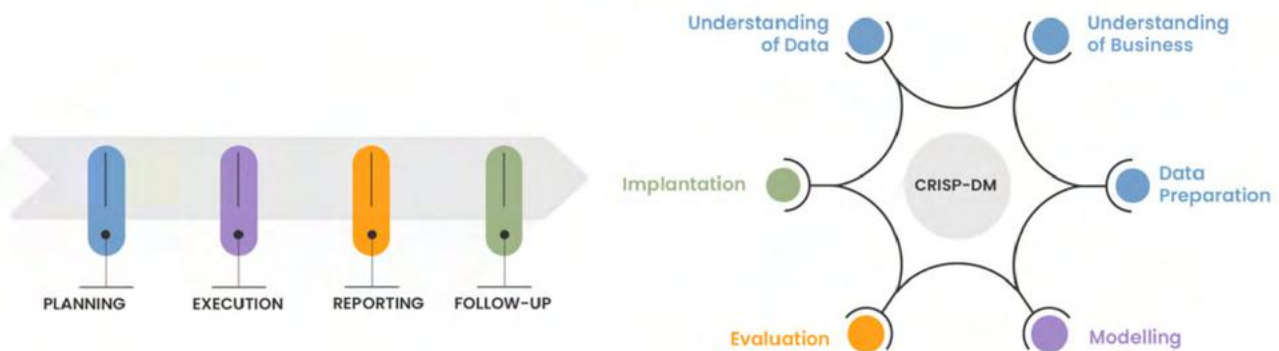 PLANNING
EXECUTION
REPORTING
FOLLOW-UP
Understanding
of Data
Understanding
of Business
Implantation
CRISP-DM
Data
Preparation
Evaluation
Modelling